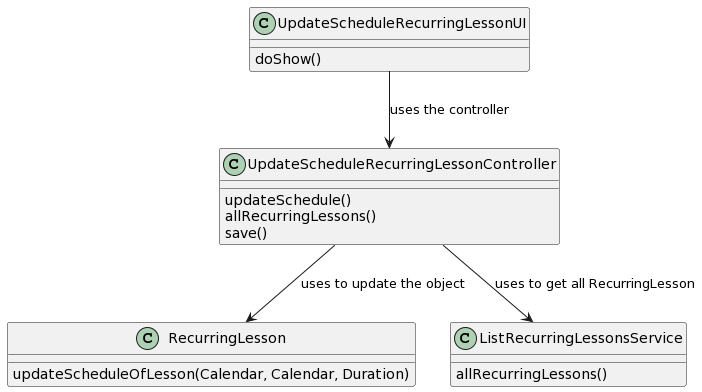 C UpdateScheduleRecurringLessonUI
doShow()
uses the controller
C UpdateScheduleRecurringLessonController
updateSchedule()
allRecurringLessons()
save()
uses to update the object
uses to get all RecurringLesson
C RecurringLesson
updateScheduleOfLesson(Calendar, Calendar, Duration)
C ListRecurringLessonsService
allRecurringLessons()